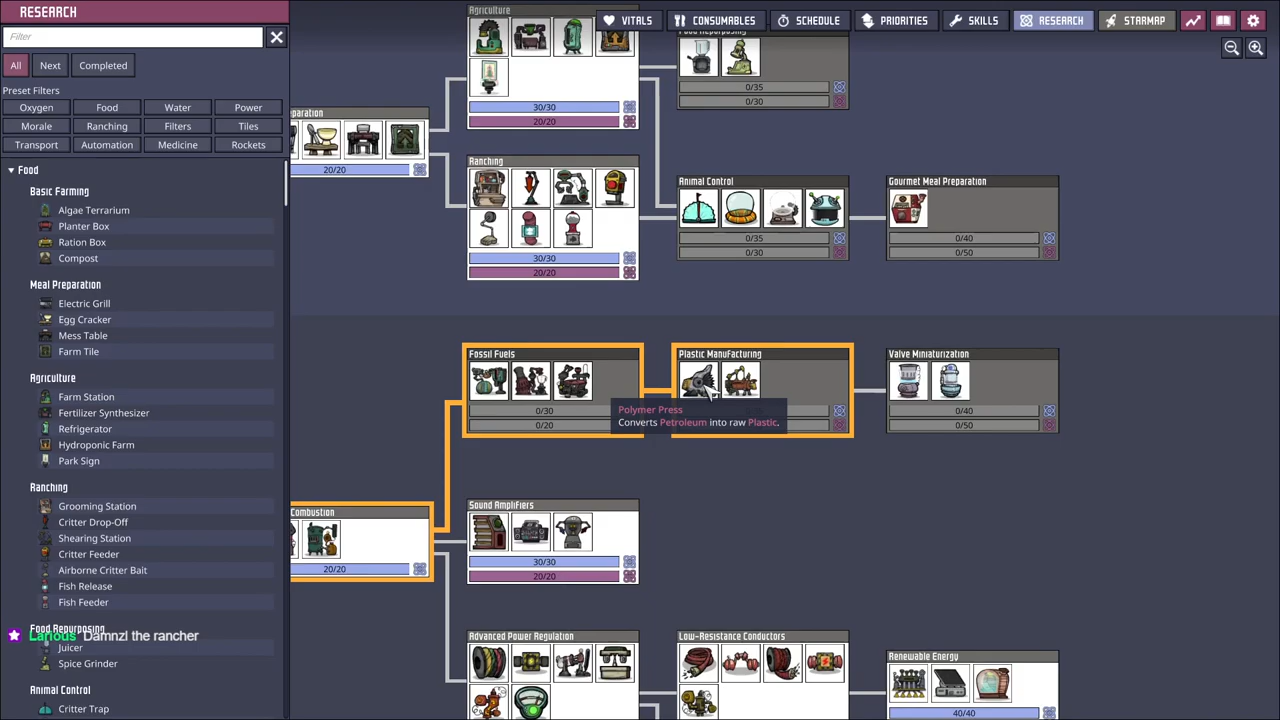 RESEARCH
Filter
All
Next
Completed
Preset Filters
Oxygen
Food
Water
Power
Morale
Ranching
Filters
Tiles
Transport
Automation
Medicine
Rockets
Food
Basic Farming
Algae Terrarium
Planter Box
Ration Box
Compost
Meal Preparation
Electric Grill
Egg Cracker
Mess Table
Farm Tile
Agriculture
Farm Station
Fertilizer Synthesizer
Refrigerator
Hydroponic Farm
Park Sign
Ranching
Grooming Station
Critter Drop-Off
Shearing Station
Critter Feeder
Airborne Critter Bait
Fish Release
Fish Feeder
Food Repurposing
Larious Damnzl the rancher
Juicer
Spice Grinder
Animal Control
Critter Trap
VITALS
CONSUMABLES
SCHEDULE
PRIORITIES
SKILLS
RESEARCH
STARMAP
paration
20/20
Agriculture
30/30
20/20
Food Repurposing
0/35
0/30
Ranching
30/30
20/20
Animal Control
0/35
0/30
Gourmet Meal Preparation
0/40
0/50
Fossil Fuels
0/30
0/20
Plastic Manufacturing
Polymer Press
Converts Petroleum into raw Plastic.
Valve Miniaturization
0/40
0/50
Combustion
20/20
Sound Amplifiers
30/30
20/20
Advanced Power Regulation
Low-Resistance Conductors
Renewable Energy
40/40